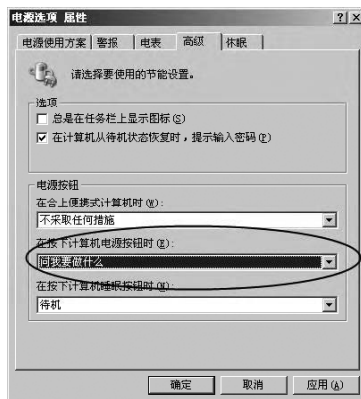 电源选项 属性
电源使用方案 警报 电表 高级 休眠
请选择要使用的节能设置。
选项
总是在任务栏上显示图标(S)
在计算机从待机状态恢复时，提示输入密码(P)
电源按钮
在合上便携式计算机时(W):
不采取任何措施
在按下计算机电源按钮时(E):
问我要做什么
在按下计算机睡眠按钮时(N):
待机
确定 取消 应用(A)